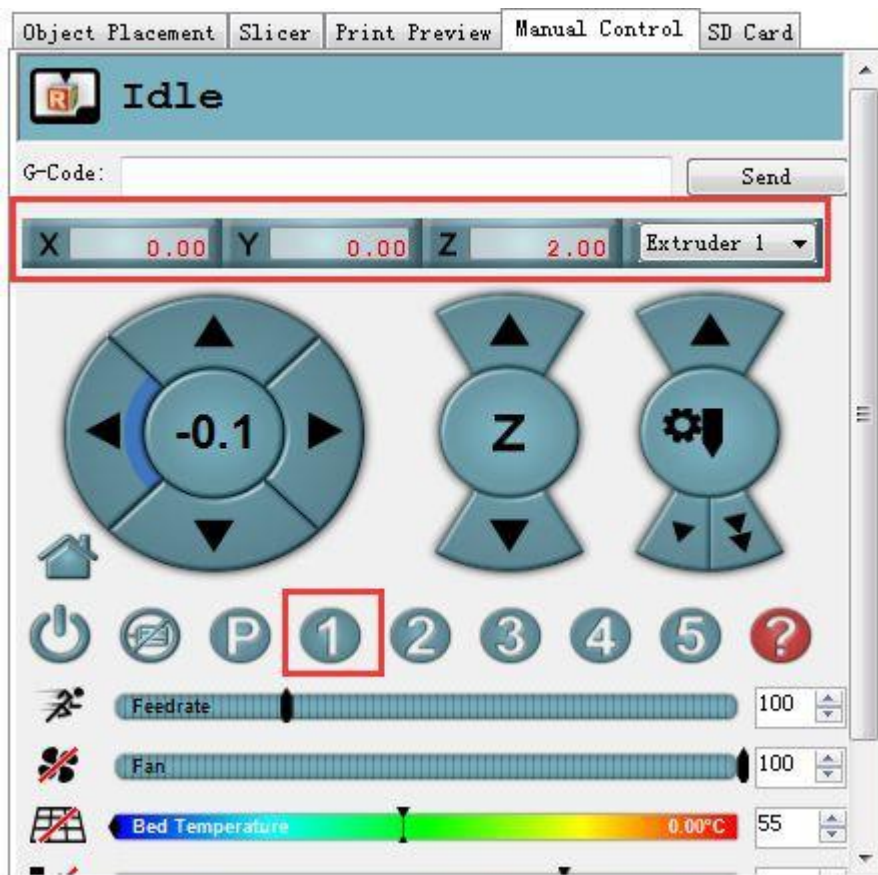 Object Placement Slicer Print Preview Manual Control SD Card
R Idle
G-Code: Send
X 0.00 Y 0.00 Z 2.00 Extruder 1
-0.1 Z
P 1 2 3 4 5 ?
Feedrate 100
Fan 100
Bed Temperature 0.00°C 55